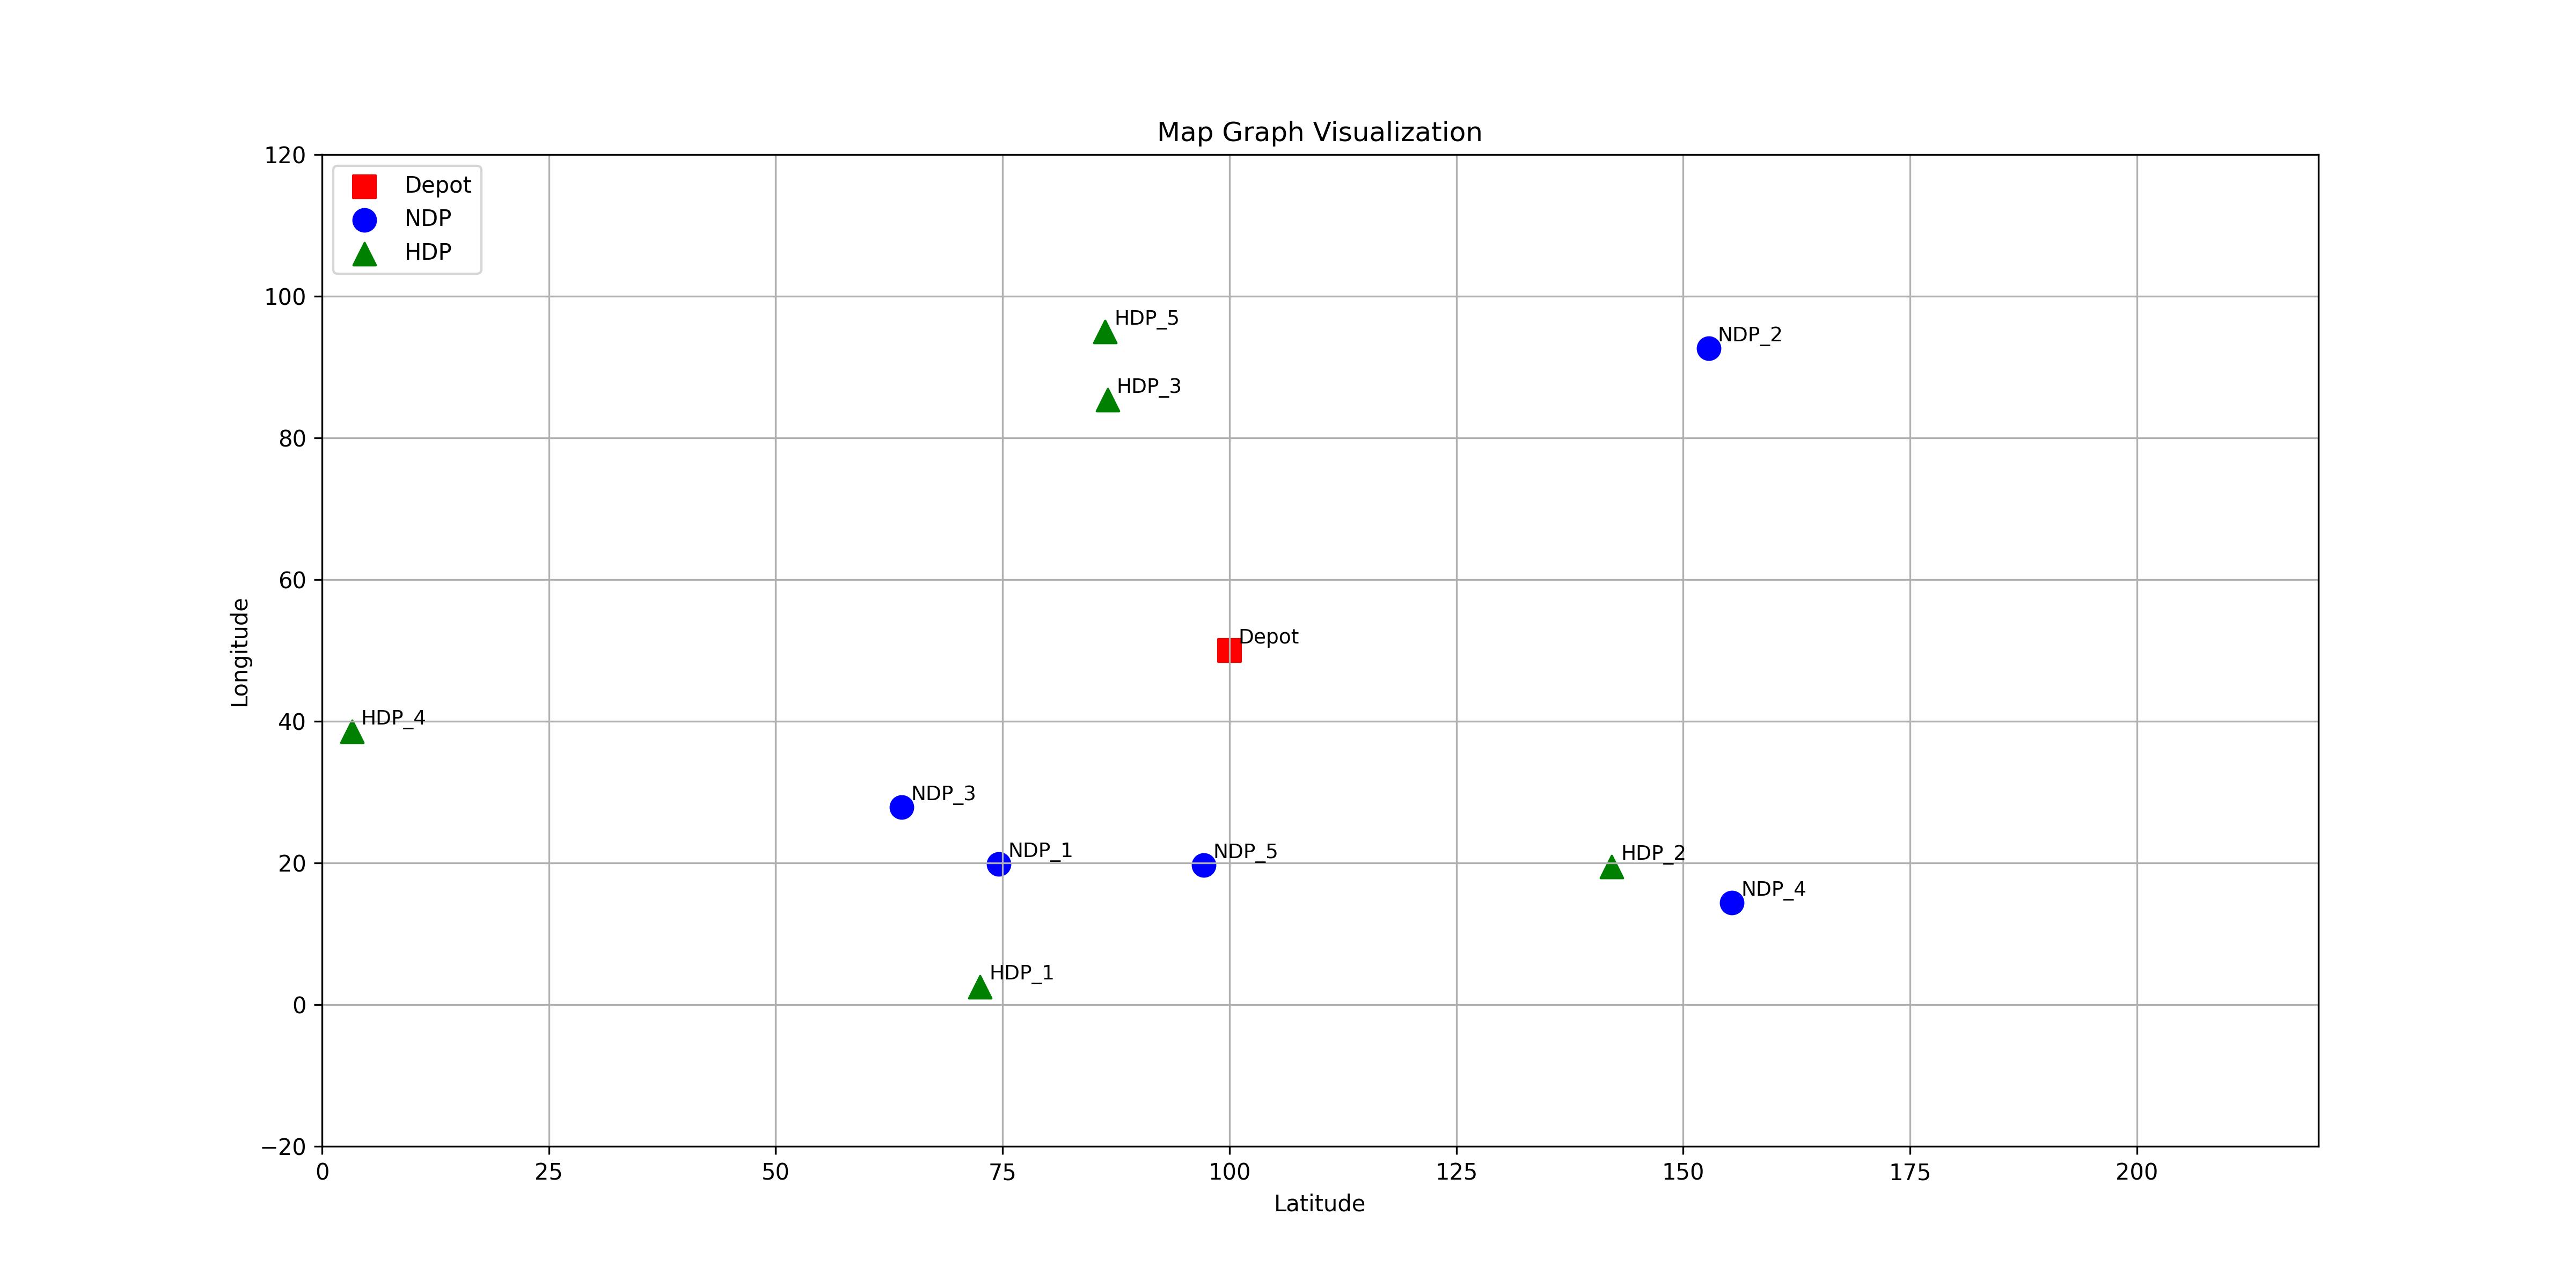 Map Graph Visualization
120
100
80
60
40
20
0
−20
Longitude
Depot
NDP
HDP
HDP_5
NDP_2
HDP_3
Depot
HDP_4
NDP_3
NDP_1
NDP_5
HDP_2
NDP_4
HDP_1
0 25 50 75 100 125 150 175 200
Latitude